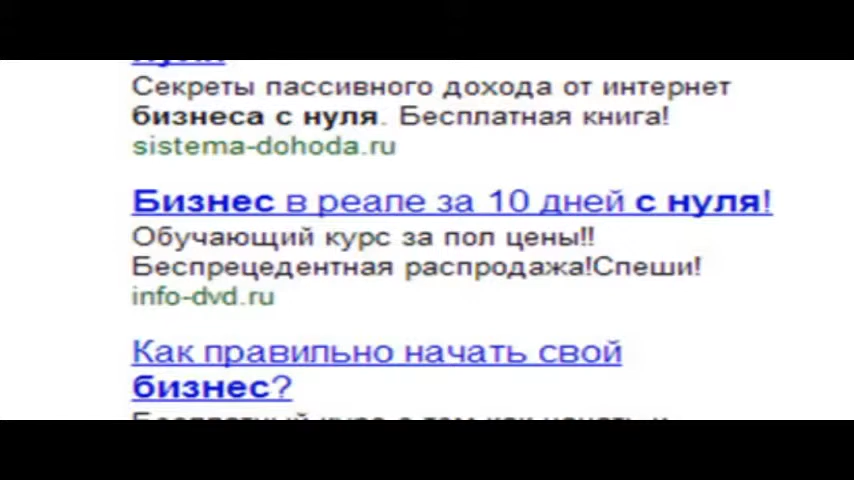 Секреты пассивного дохода от интернет
бизнеса с нуля. Бесплатная книга!
sistema-dohoda.ru
Бизнес в реале за 10 дней с нуля!
Обучающий курс за пол цены!!
Беспрецедентная распродажа!Спеши!
info-dvd.ru
Как правильно начать свой
бизнес?